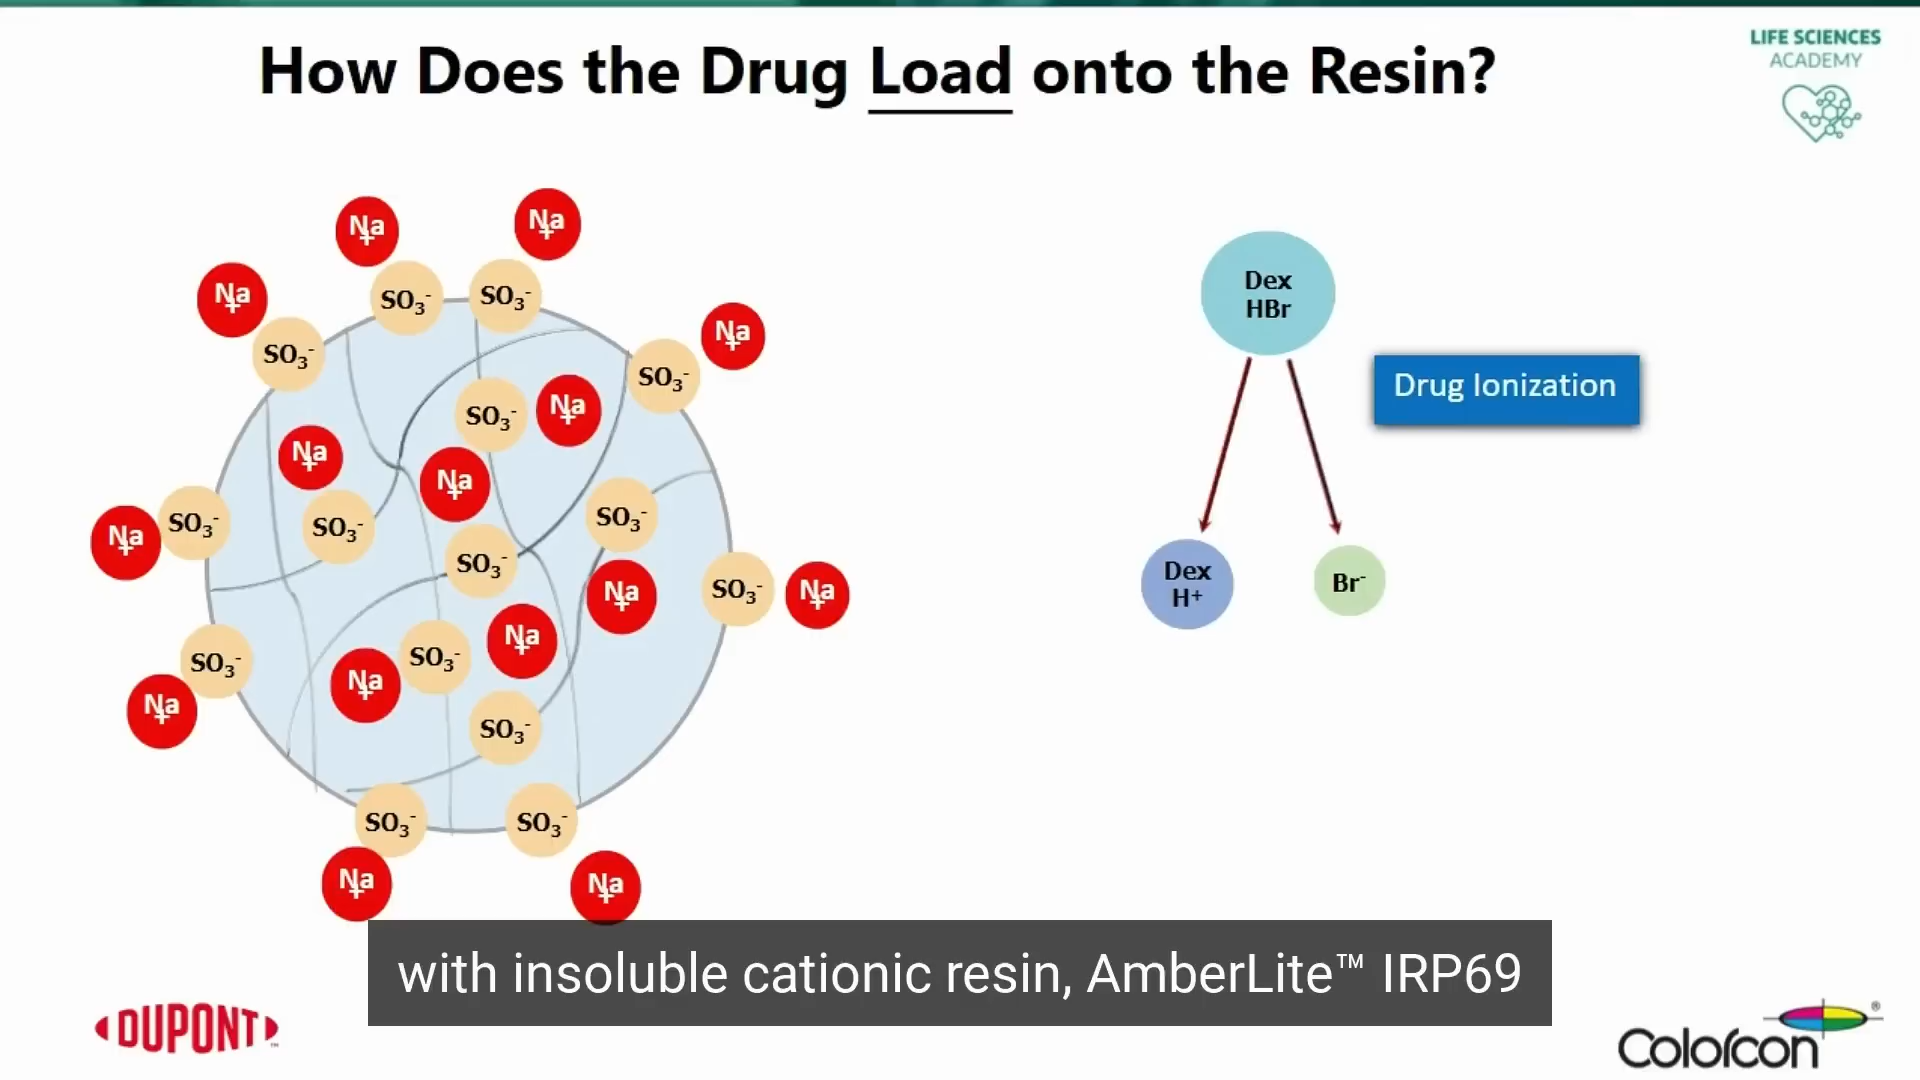 How Does the Drug Load onto the Resin?
LIFE SCIENCES
ACADEMY
Na+
Na+
Na+
SO₃⁻
SO₃⁻
Na+
SO₃⁻
SO₃⁻
SO₃⁻
Na+
Na+
Na+
SO₃⁻
SO₃⁻
SO₃⁻
Na+
SO₃⁻
SO₃⁻
Na+
Na+
Na+
SO₃⁻
SO₃⁻
Na+
Na+
SO₃⁻
SO₃⁻
SO₃⁻
Na+
Na+
Dex
HBr
Drug Ionization
Dex
H⁺
Br⁻
with insoluble cationic resin, AmberLite™ IRP69
DUPONT™
Colorcon®